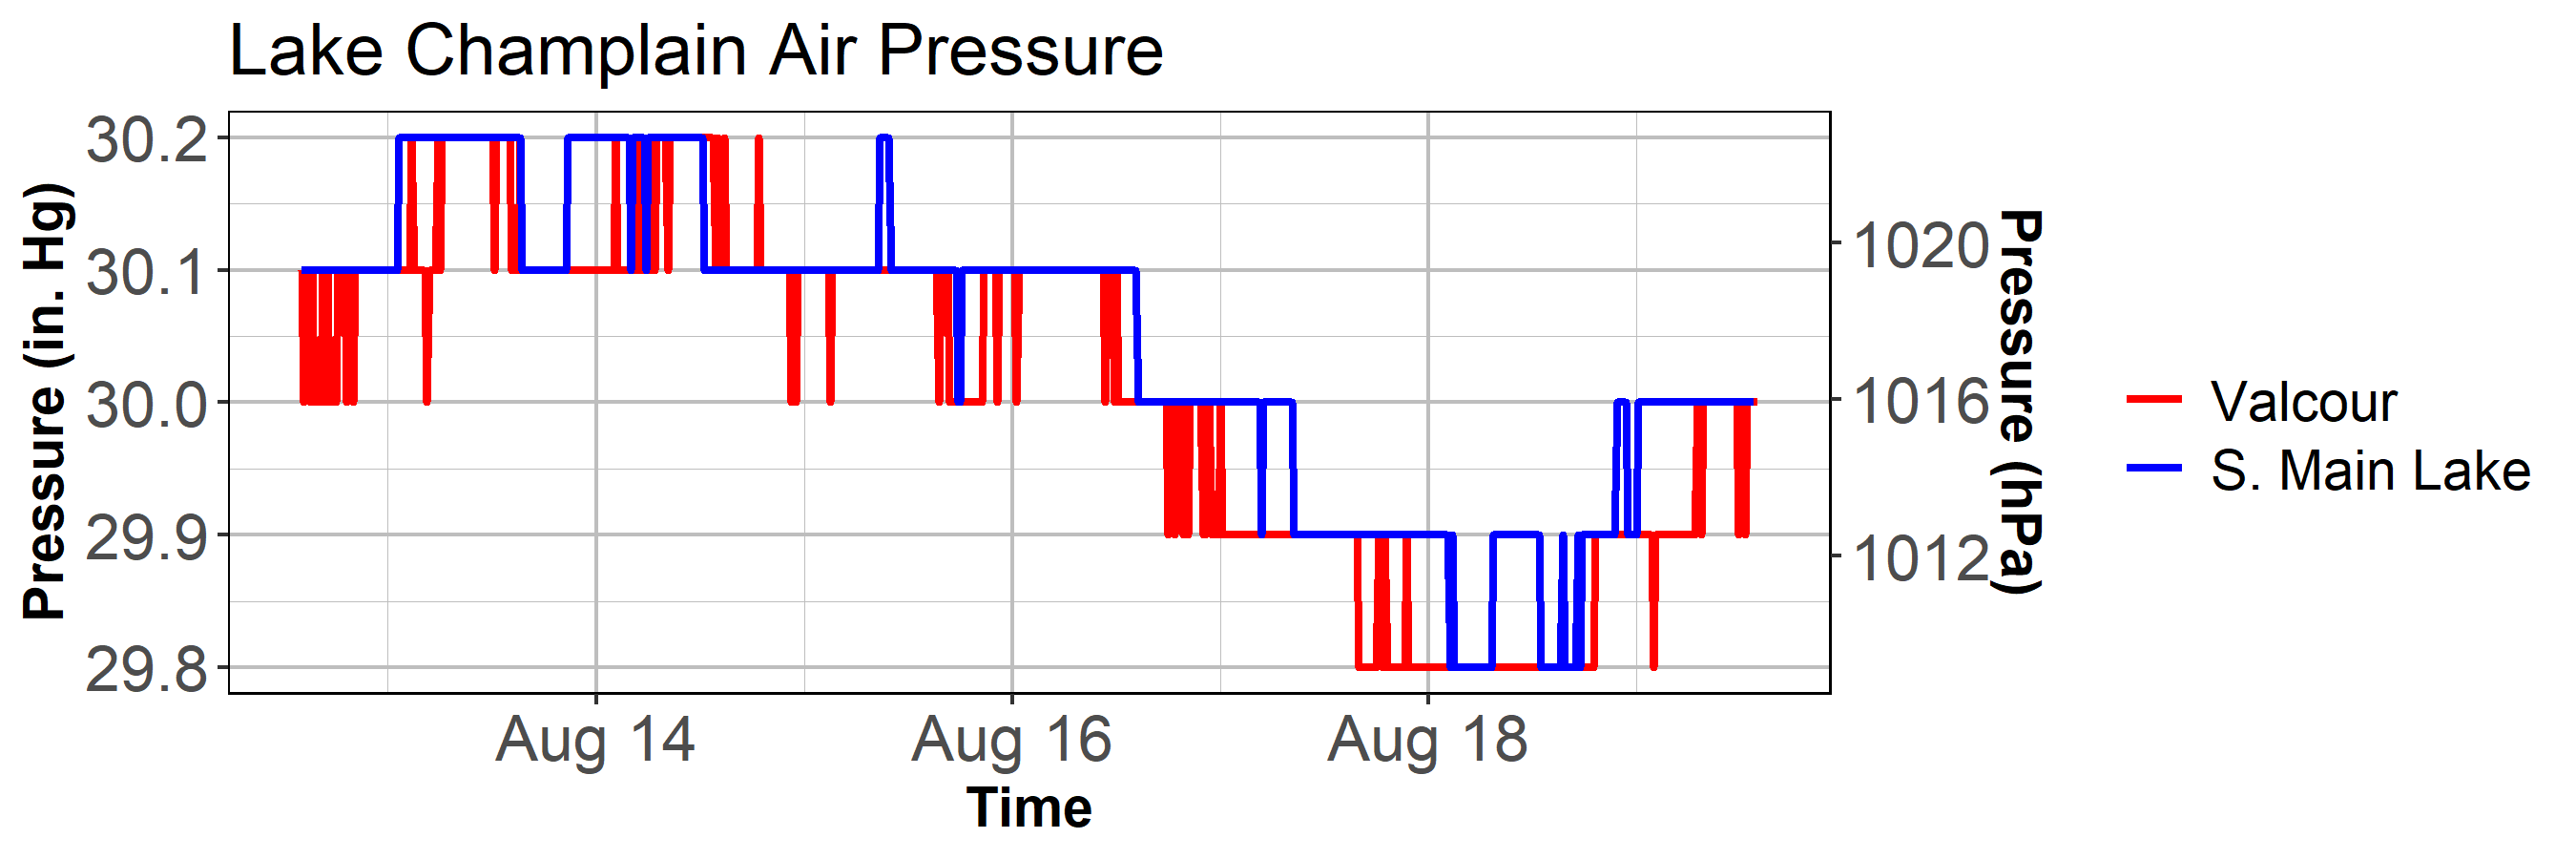 Lake Champlain Air Pressure
Pressure (in. Hg)
30.2
30.1
30.0
29.9
29.8
Aug 14
Aug 16
Aug 18
Time
1020
1016
1012
Pressure (hPa)
Valcour
S. Main Lake